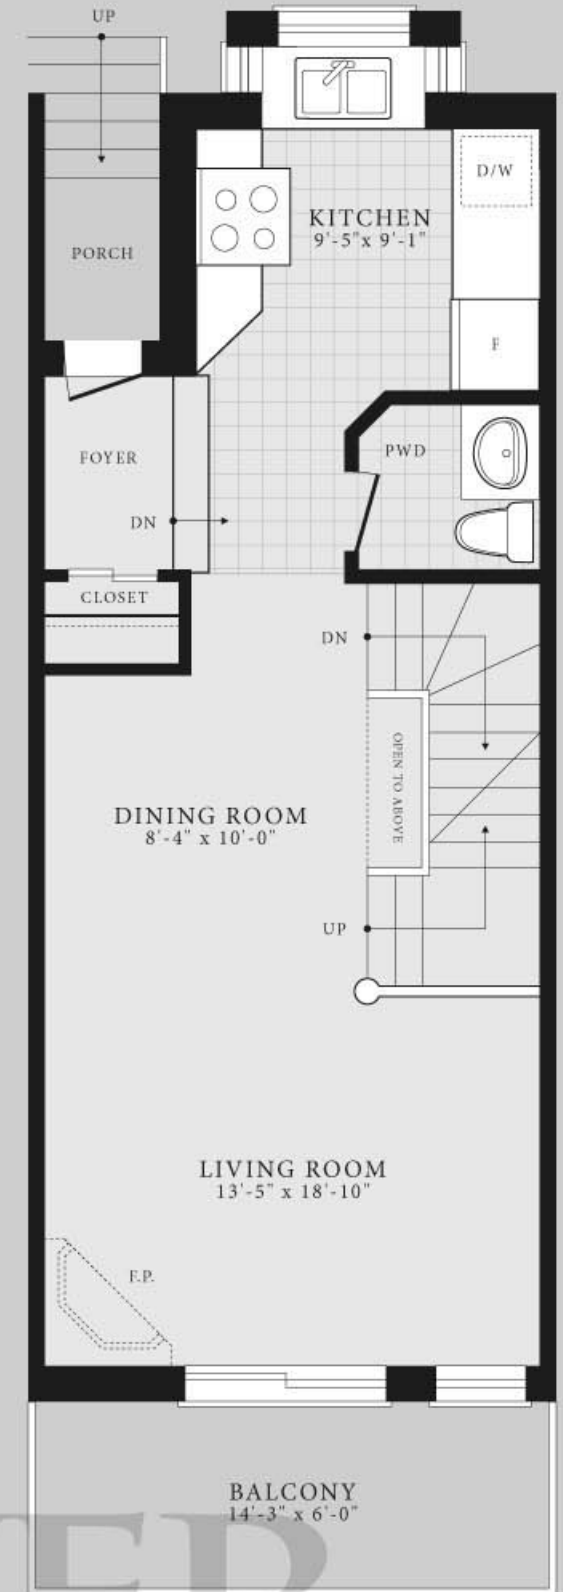 UP
D/W
KITCHEN
9'-5"x 9'-1"
PORCH
F
PWD
FOYER
DN
CLOSET
DN
OPEN TO ABOVE
DINING ROOM
8'-4" x 10'-0"
UP
LIVING ROOM
13'-5" x 18'-10"
F.P.
BALCONY
14'-3" x 6'-0"